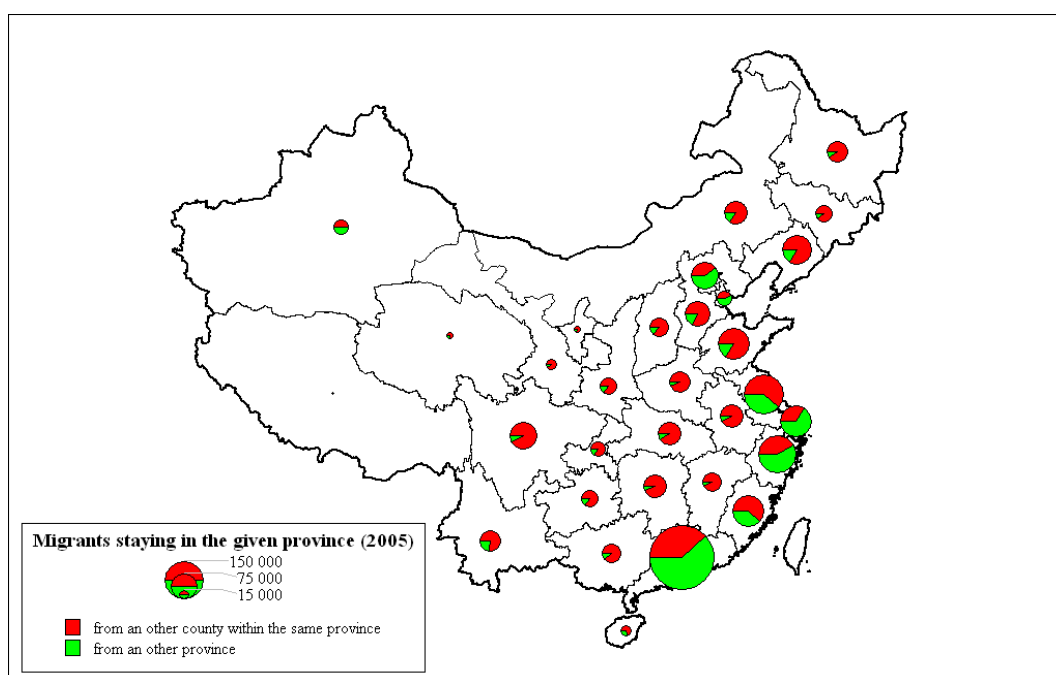 Migrants staying in the given province (2005)
150 000
75 000
15 000
from an other county within the same province
from an other province